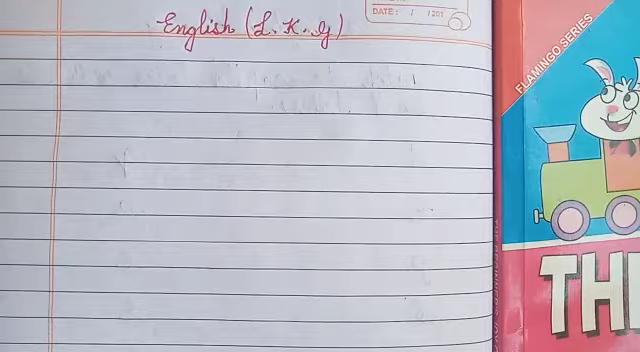 English (L.K.G)
DATE: / /201
FLAMINGO SERIES
TH